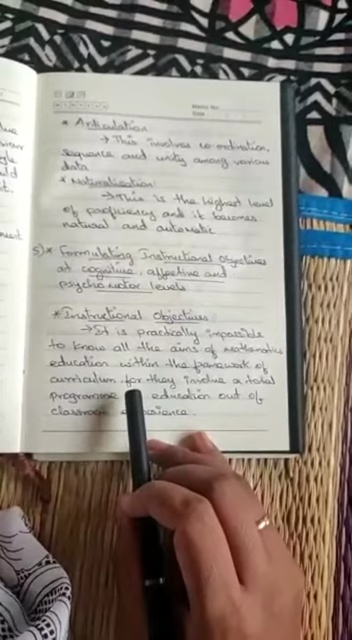 * Articulation
→ This involves co-ordination,
sequence and unity among various
data
* Naturalisation:
→ This is the highest level
of proficiency and it becomes
natural and automatic
5) * Formulating Instructional Objectives
at cognitive, affective and
psychomotor levels
* Instructional Objectives:
→ It is practically impossible
to know all the aims of mathematics
education within the framework of
curriculum for they involve a total
programme education out of
classroom experience.